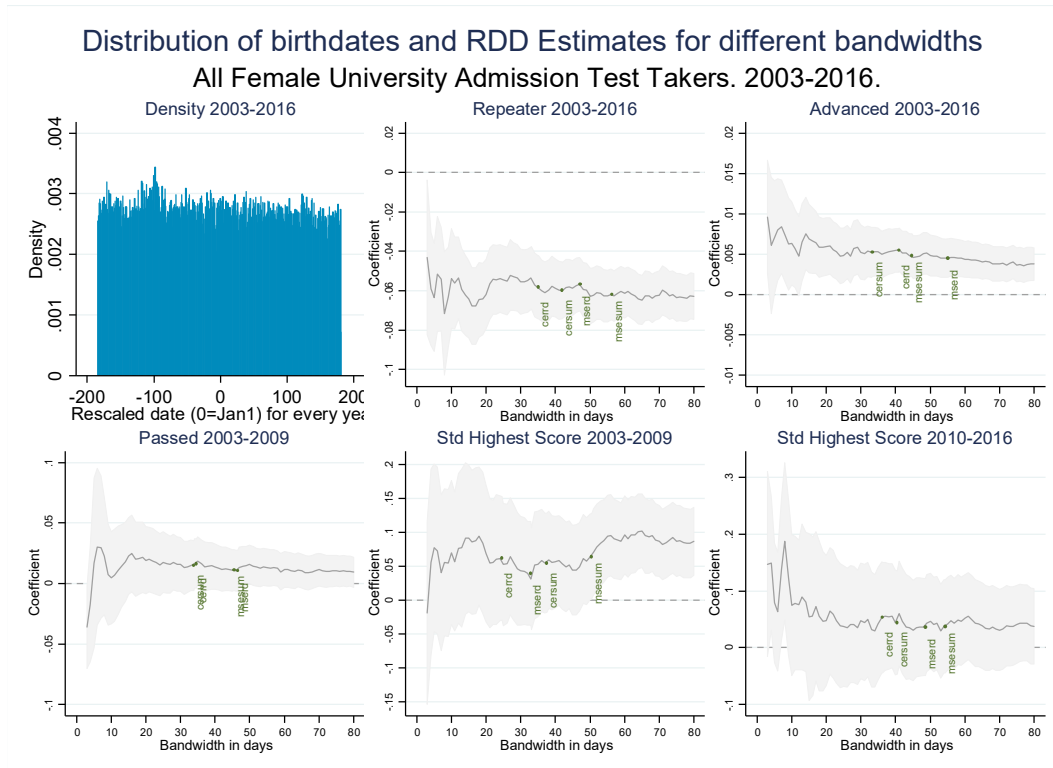 Distribution of birthdates and RDD Estimates for different bandwidths
All Female University Admission Test Takers. 2003-2016.
Density 2003-2016
Density
.004
.003
.002
.001
0
-200 -100 0 100 200
Rescaled date (0=Jan1) for every yea
Repeater 2003-2016
Coefficient
.02
0
-.02
-.04
-.06
-.08
-.1
cerrd
cersum
mserd
msesum
0 10 20 30 40 50 60 70 80
Bandwidth in days
Advanced 2003-2016
Coefficient
.02
.015
.01
.005
0
-.005
-.01
cersum
cerrd
msesum
mserd
0 10 20 30 40 50 60 70 80
Bandwidth in days
Passed 2003-2009
Coefficient
.1
.05
0
-.05
-.1
0 10 20 30 40 50 60 70 80
Bandwidth in days
Std Highest Score 2003-2009
Coefficient
.2
.15
.1
.05
0
-.05
-.1
-.15
cerrd
mserd
cersum
msesum
0 10 20 30 40 50 60 70 80
Bandwidth in days
Std Highest Score 2010-2016
Coefficient
.3
.2
.1
0
-.1
cerrd
cersum
mserd
msesum
0 10 20 30 40 50 60 70 80
Bandwidth in days